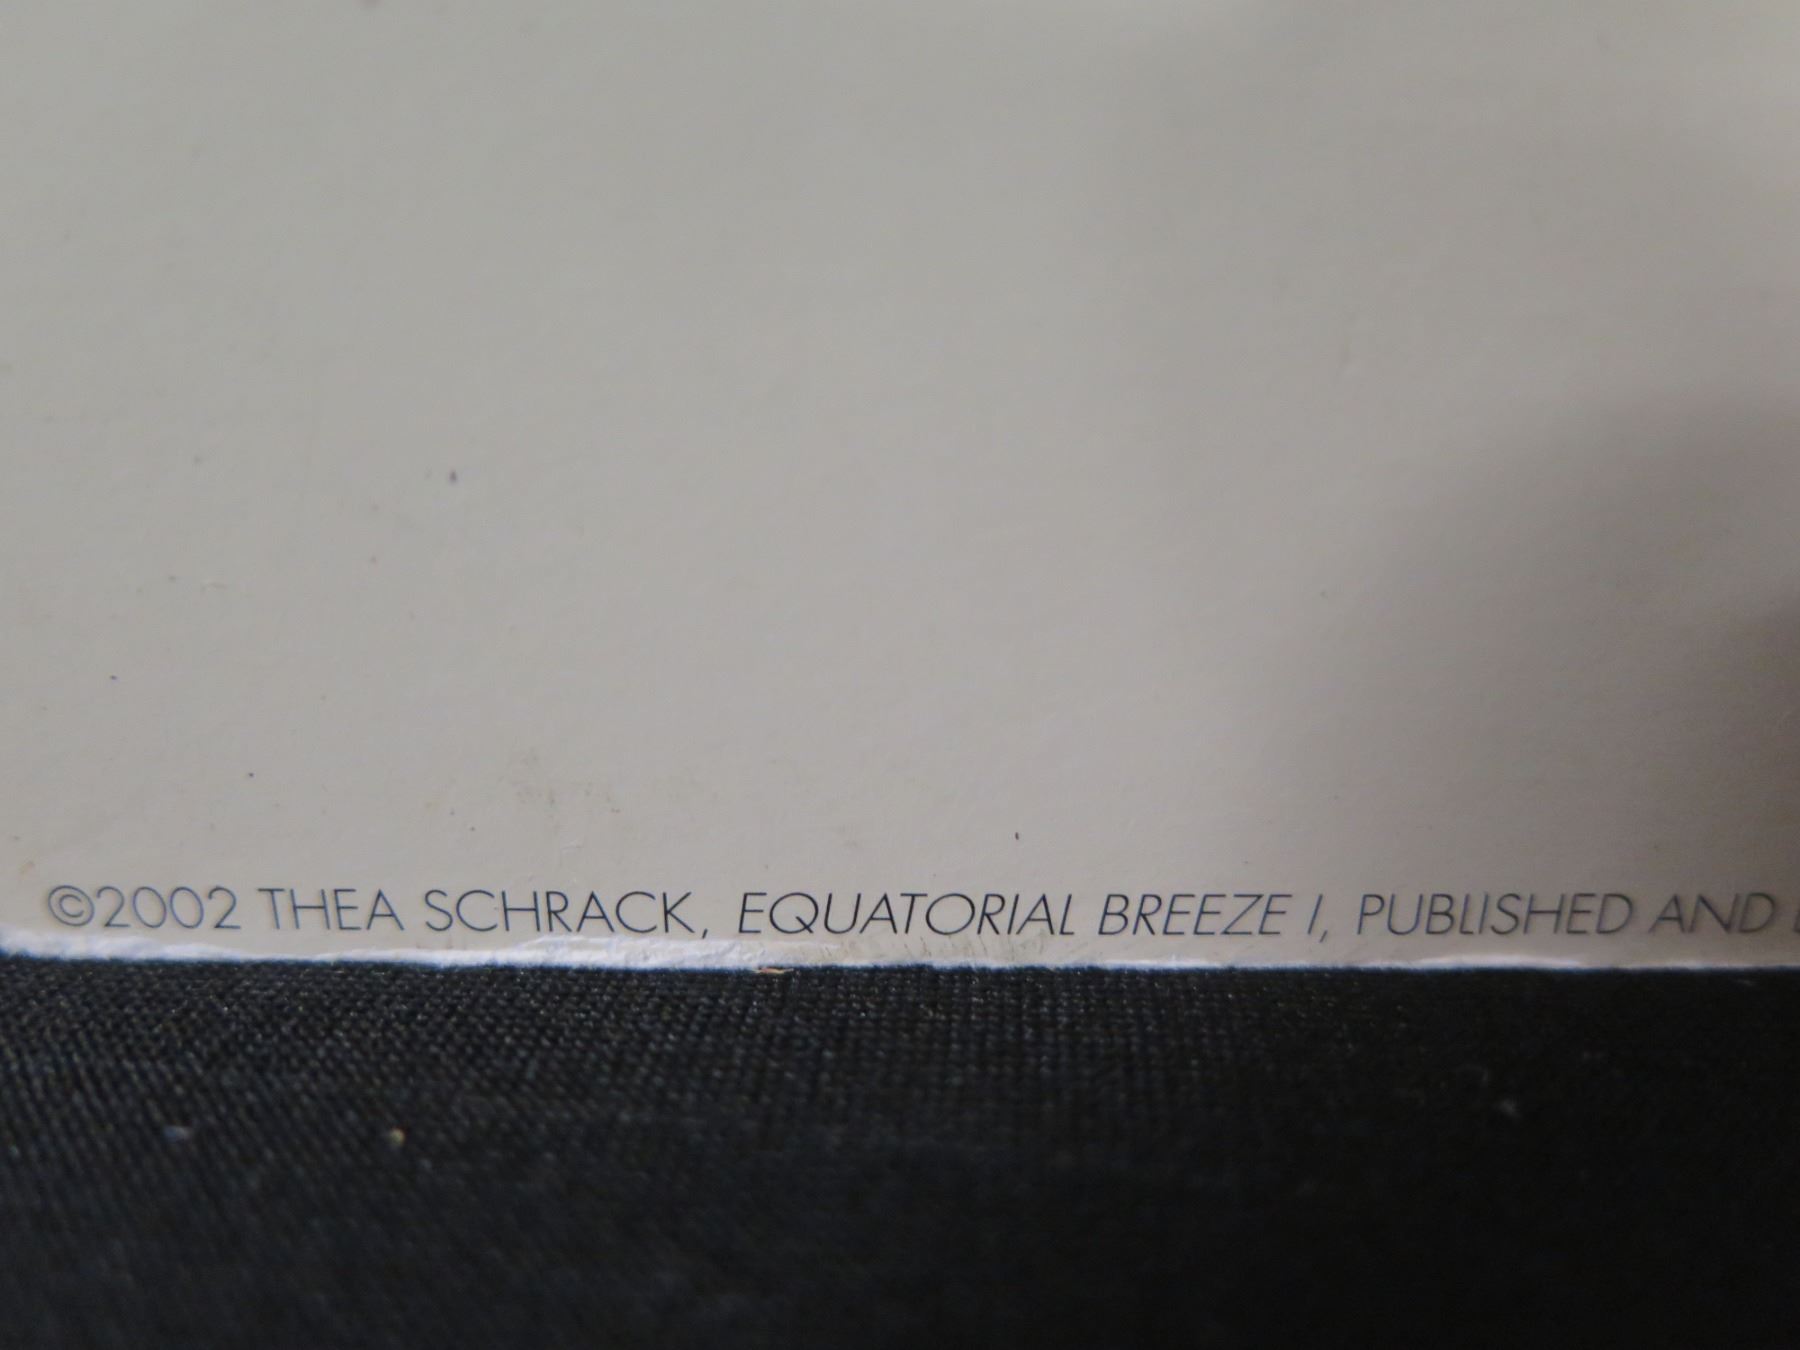 ©2002 THEA SCHRACK, EQUATORIAL BREEZE I, PUBLISHED AND